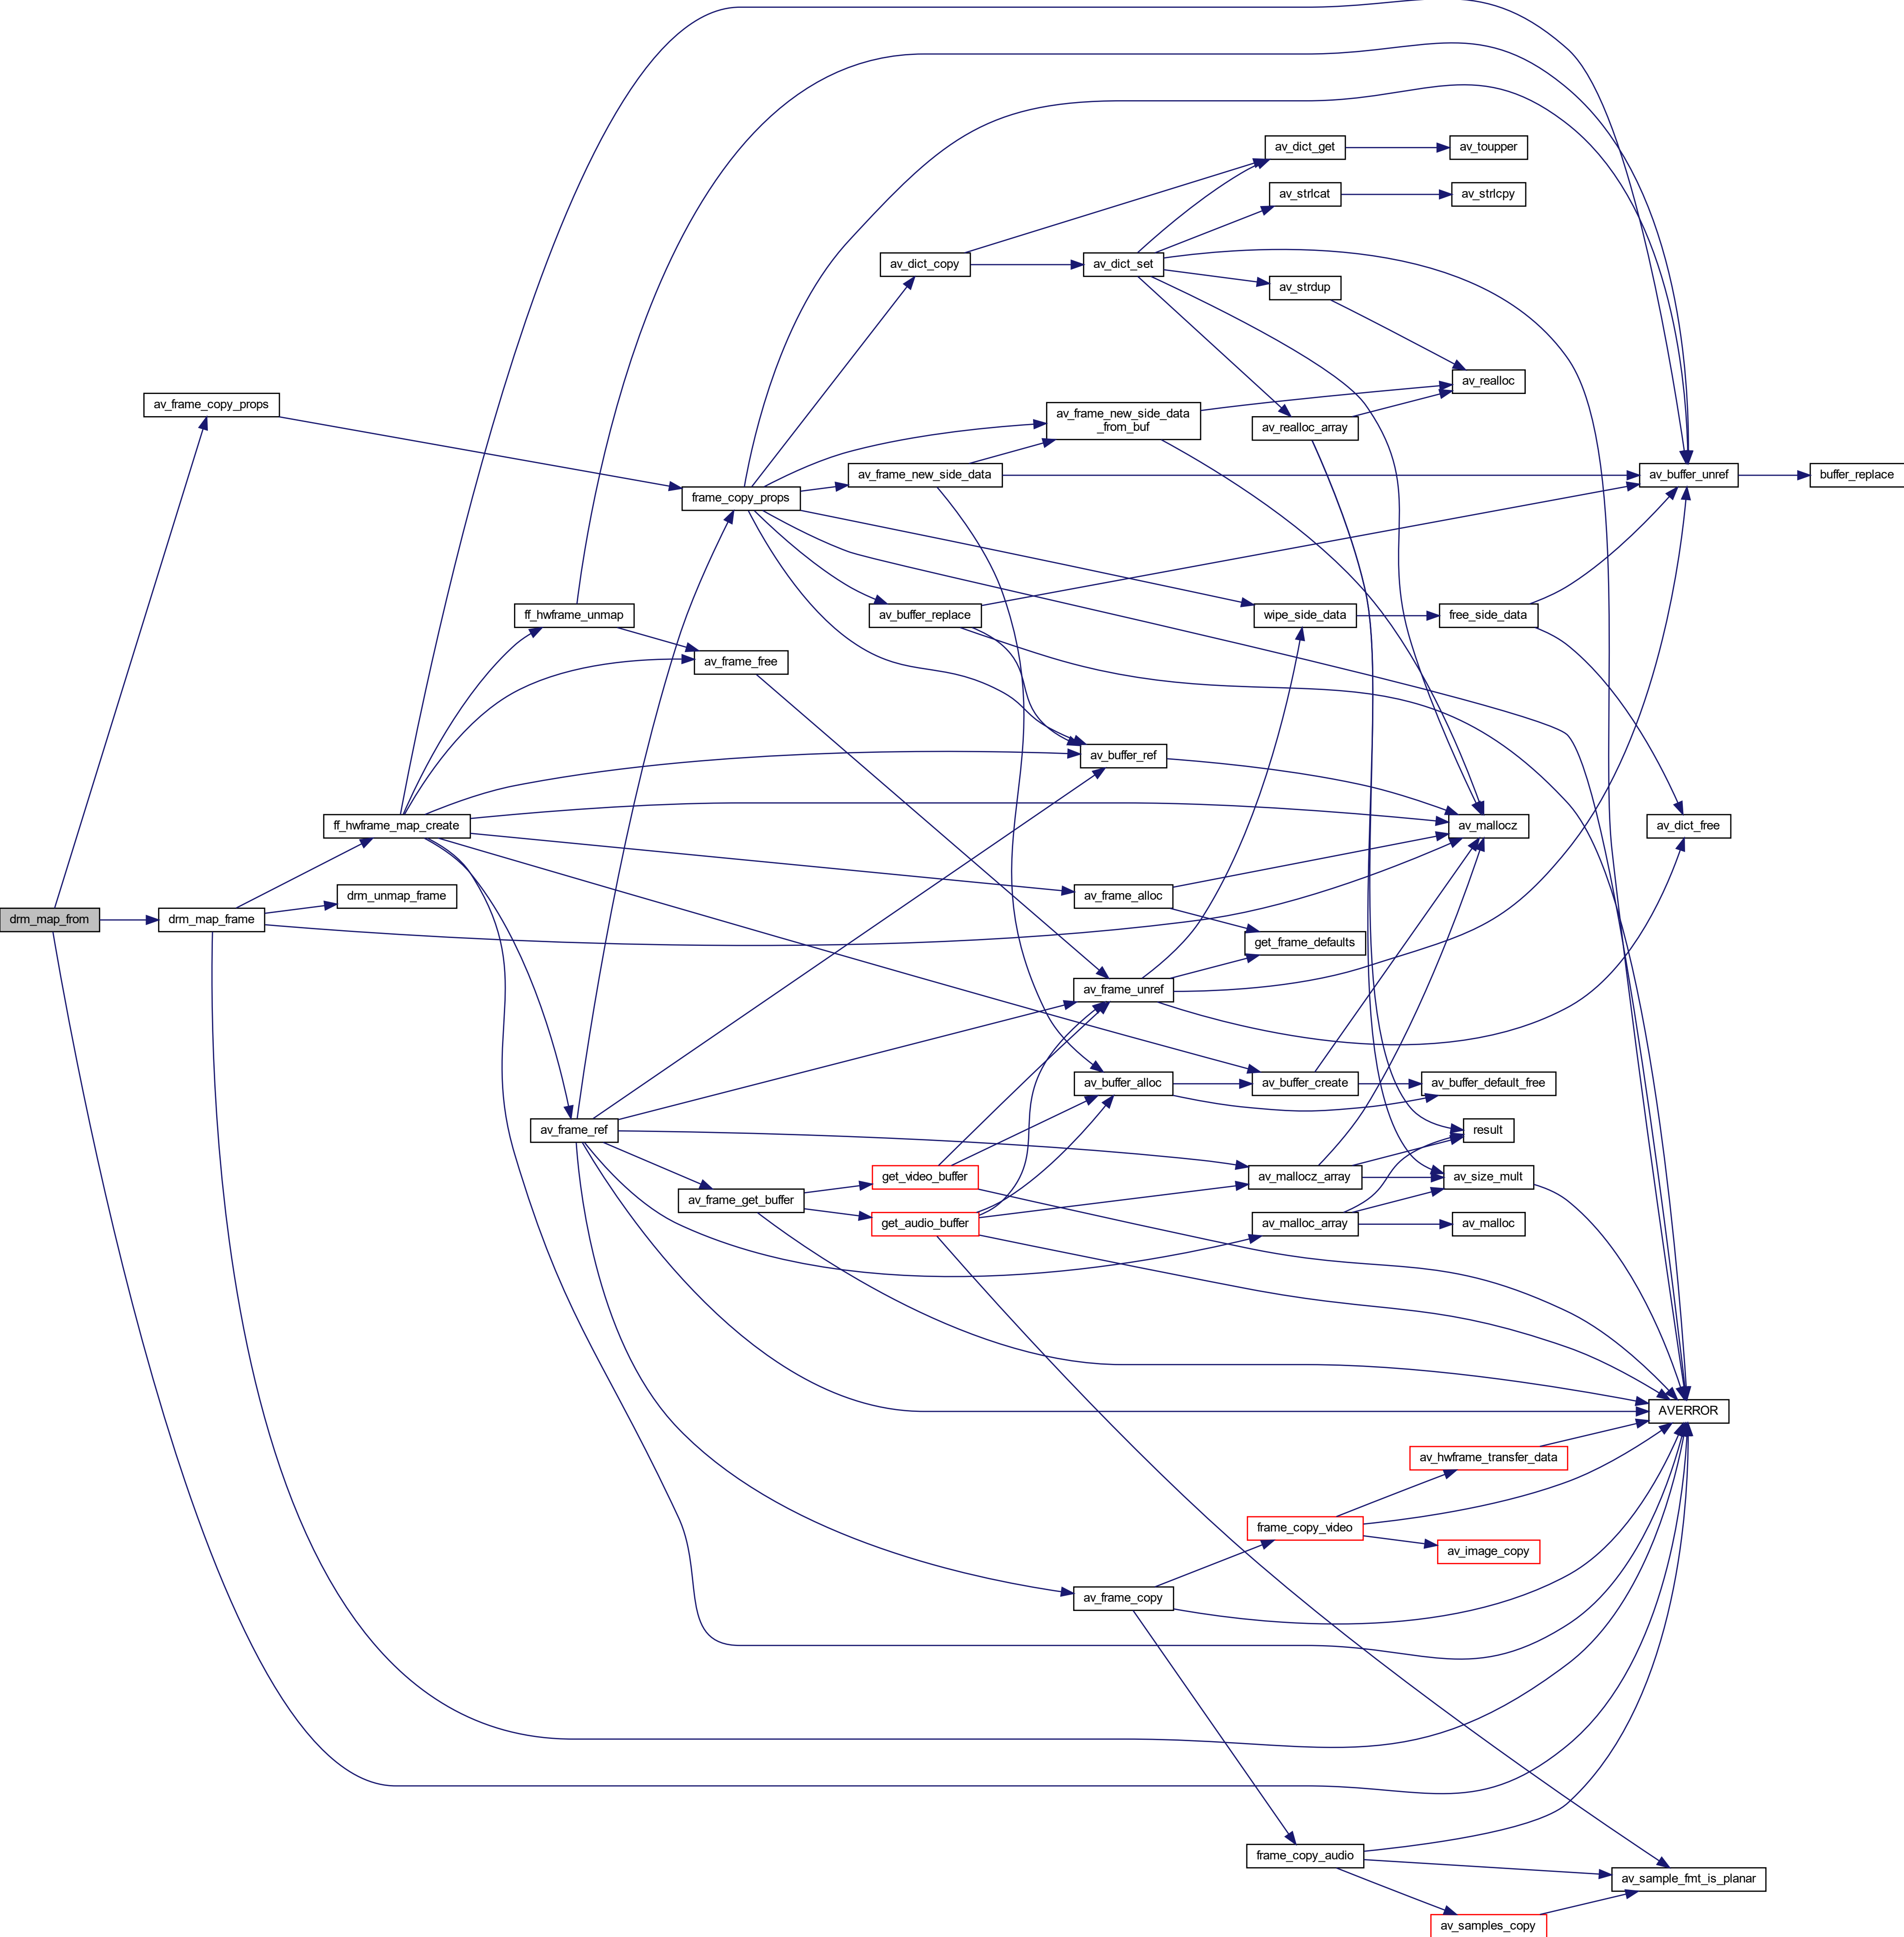 av_dict_get
av_toupper
av_strlcat
av_strlcpy
av_dict_copy
av_dict_set
av_strdup
av_realloc
av_frame_copy_props
av_frame_new_side_data
_from_buf
av_realloc_array
av_frame_new_side_data
av_buffer_unref
buffer_replace
frame_copy_props
ff_hwframe_unmap
av_buffer_replace
wipe_side_data
free_side_data
av_frame_free
av_buffer_ref
ff_hwframe_map_create
av_mallocz
av_dict_free
drm_unmap_frame
av_frame_alloc
drm_map_from
drm_map_frame
get_frame_defaults
av_frame_unref
av_buffer_alloc
av_buffer_create
av_buffer_default_free
av_frame_ref
result
get_video_buffer
av_mallocz_array
av_size_mult
av_frame_get_buffer
get_audio_buffer
av_malloc_array
av_malloc
AVERROR
av_hwframe_transfer_data
frame_copy_video
av_image_copy
av_frame_copy
frame_copy_audio
av_sample_fmt_is_planar
av_samples_copy